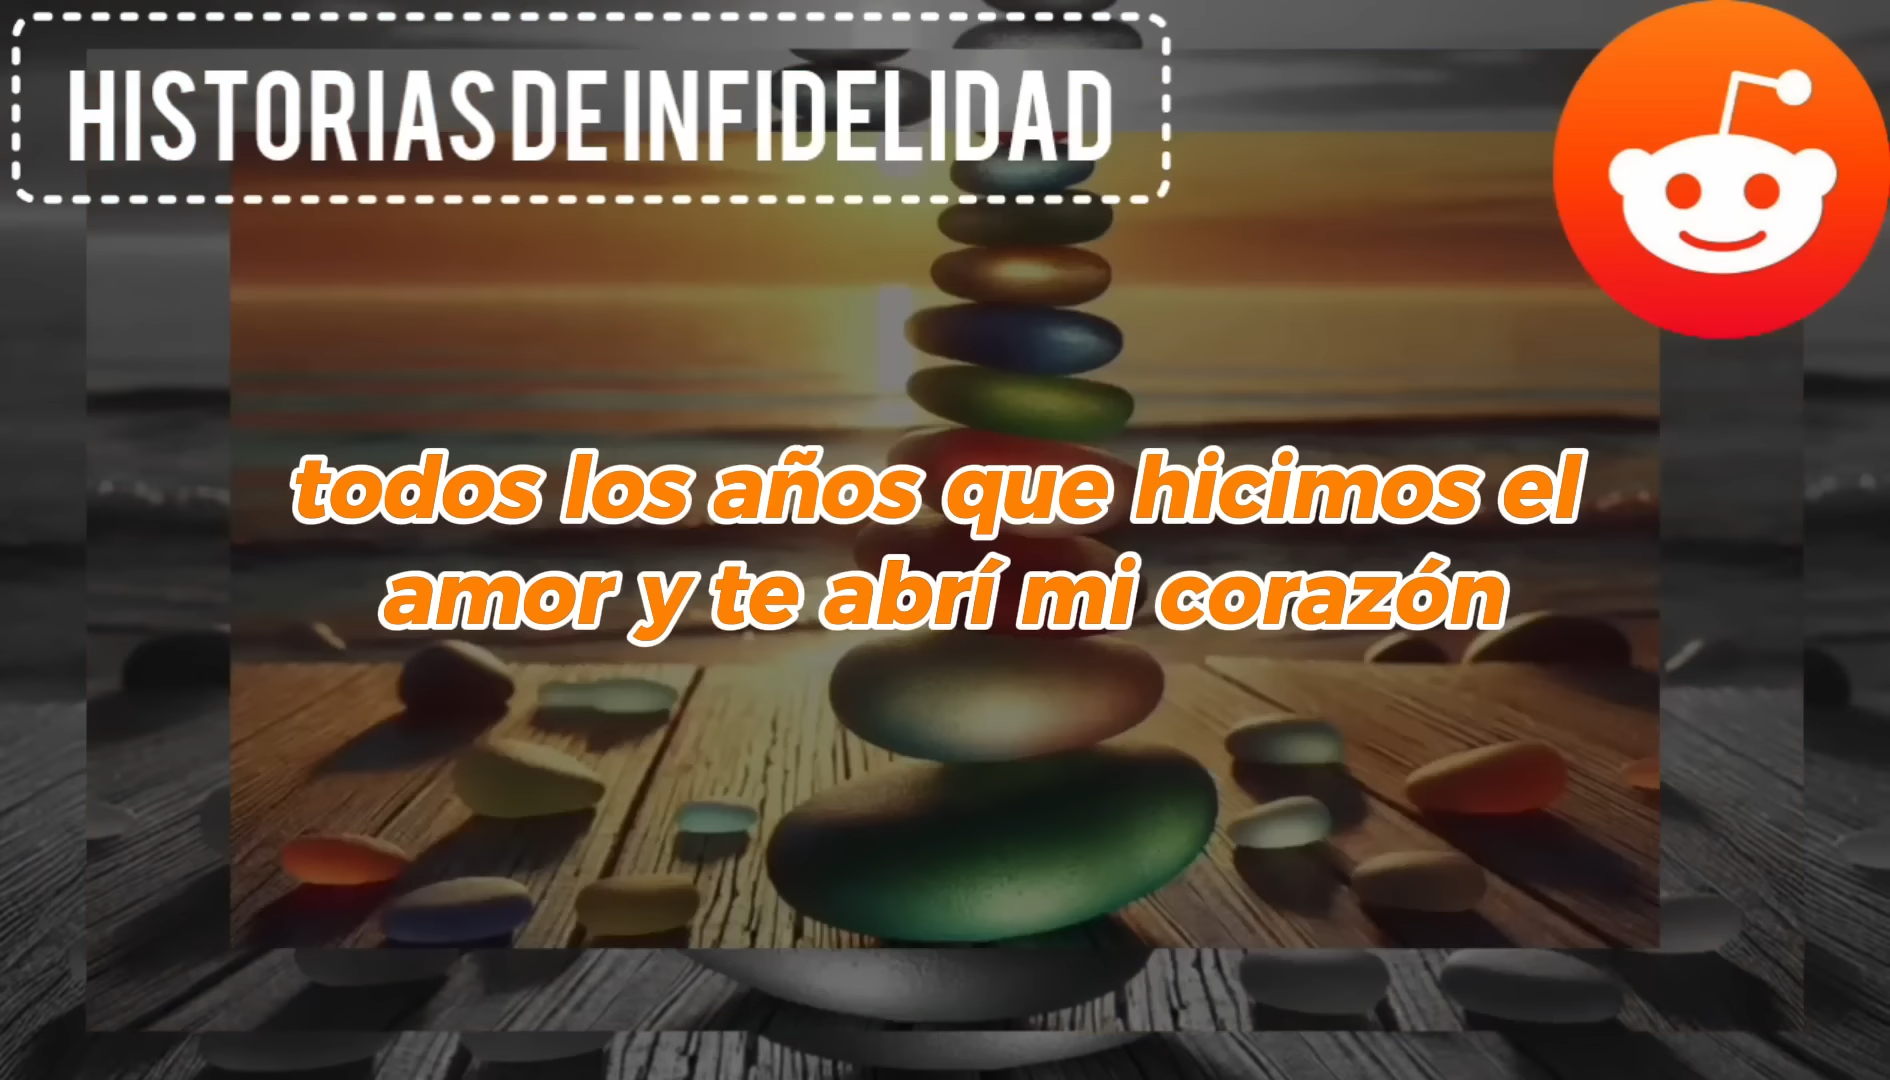 HISTORIAS DE INFIDELIDAD
todos los años que hicimos el
amor y te abrí mi corazón